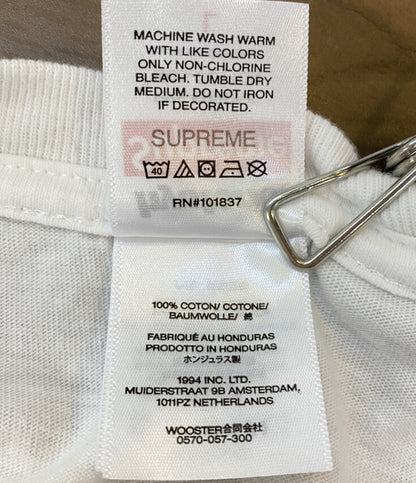 MACHINE WASH WARM
WITH LIKE COLORS
ONLY NON-CHLORINE
BLEACH. TUMBLE DRY
MEDIUM. DO NOT IRON
IF DECORATED.
SUPREME
40
RN#101837
100% COTON/ COTONE/
BAUMWOLLE/ 綿
FABRIQUÉ AU HONDURAS
PRODOTTO IN HONDURAS
ホンジュラス製
1994 INC. LTD.
MUIDERSTRAAT 9B AMSTERDAM,
1011PZ NETHERLANDS
WOOSTER合同会社
0570-057-300